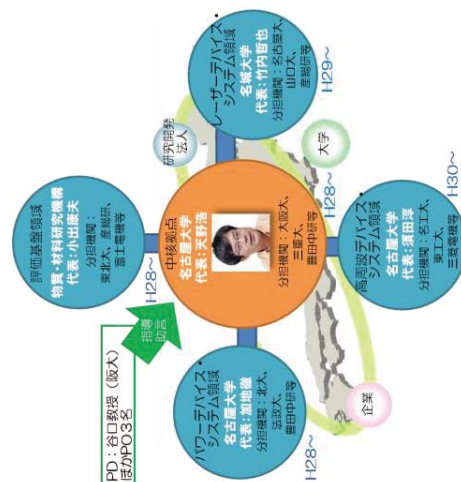 PD：谷口教授（阪大）
ほかPO３名
指導
助言
評価基盤領域
物質・材料研究機構
代表：小出康夫
分担機関：
東北大、産総研、
富士電機等
H28～
レーザーデバイス・
システム領域
名城大学
代表：竹内哲也
分担機関：名古屋大、
山口大、
産総研等
H29～
研究開発
法人
中核拠点
名古屋大学
代表：天野浩
分担機関：大阪大、
三重大、
豊田中研等
H28～
大学
パワーデバイス・
システム領域
名古屋大学
代表：加地徹
分担機関：北大、
法政大、
豊田中研等
H28～
高周波デバイス・
システム領域
名古屋大学
代表：須田淳
分担機関：名工大、
東工大、
三菱電機等
H30～
企業